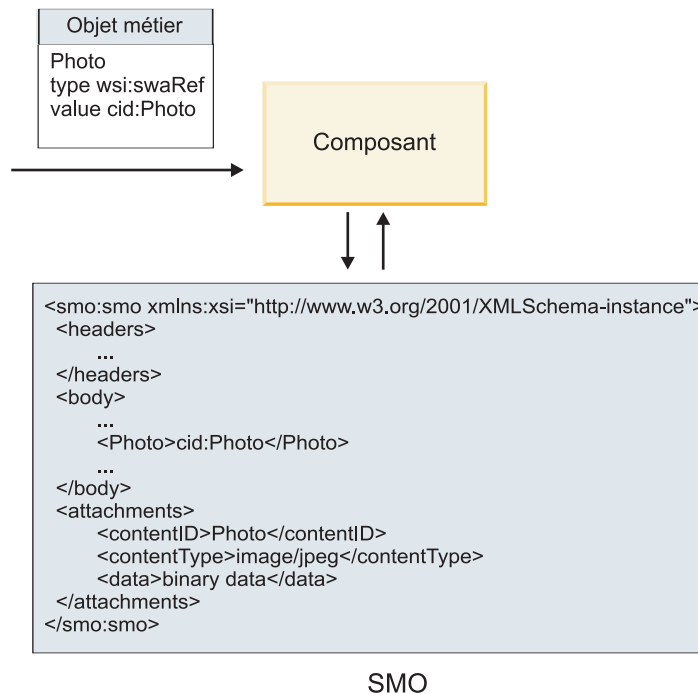 Objet métier
Photo
type wsi:swaRef
value cid:Photo
Composant
<smo:smo xmlns:xsi="http://www.w3.org/2001/XMLSchema-instance">
<headers>
...
</headers>
<body>
...
<Photo>cid:Photo</Photo>
...
</body>
<attachments>
<contentID>Photo</contentID>
<contentType>image/jpeg</contentType>
<data>binary data</data>
</attachments>
</smo:smo>
SMO